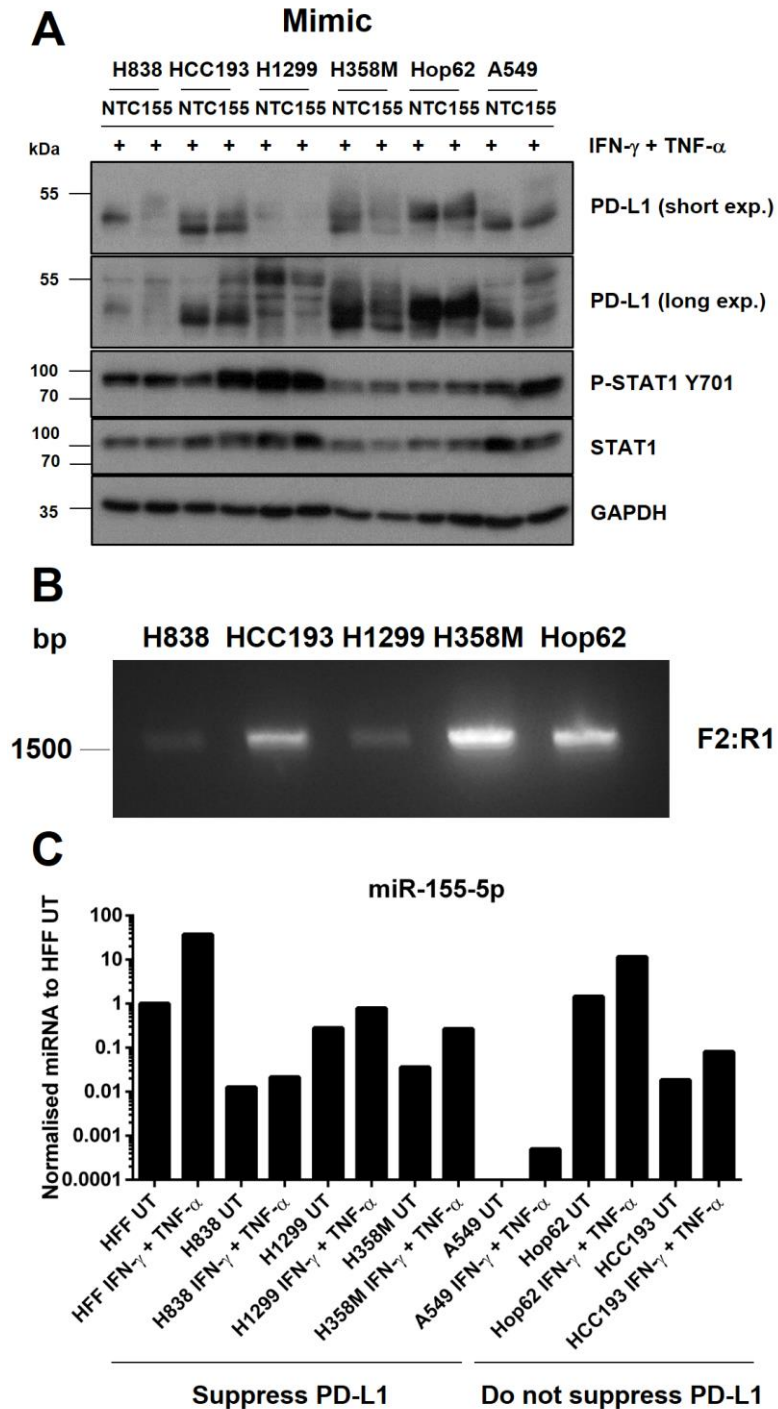 A
Mimic
H838 HCC193 H1299 H358M Hop62 A549
NTC155 NTC155 NTC155 NTC155 NTC155 NTC155
kDa + + + + + + + + + + + + IFN-γ + TNF-α
55 PD-L1 (short exp.)
55 PD-L1 (long exp.)
100
70
P-STAT1 Y701
100
70
STAT1
35 GAPDH
B
bp H838 HCC193 H1299 H358M Hop62
1500 F2:R1
C
miR-155-5p
Normalised miRNA to HFF UT
100
10
1
0.1
0.01
0.001
0.0001
HFF UT
HFF IFN-γ + TNF-α
H838 UT
H838 IFN-γ + TNF-α
H1299 UT
H1299 IFN-γ + TNF-α
H358M UT
H358M IFN-γ + TNF-α
A549 UT
A549 IFN-γ + TNF-α
Hop62 UT
Hop62 IFN-γ + TNF-α
HCC193 UT
HCC193 IFN-γ + TNF-α
Suppress PD-L1 Do not suppress PD-L1